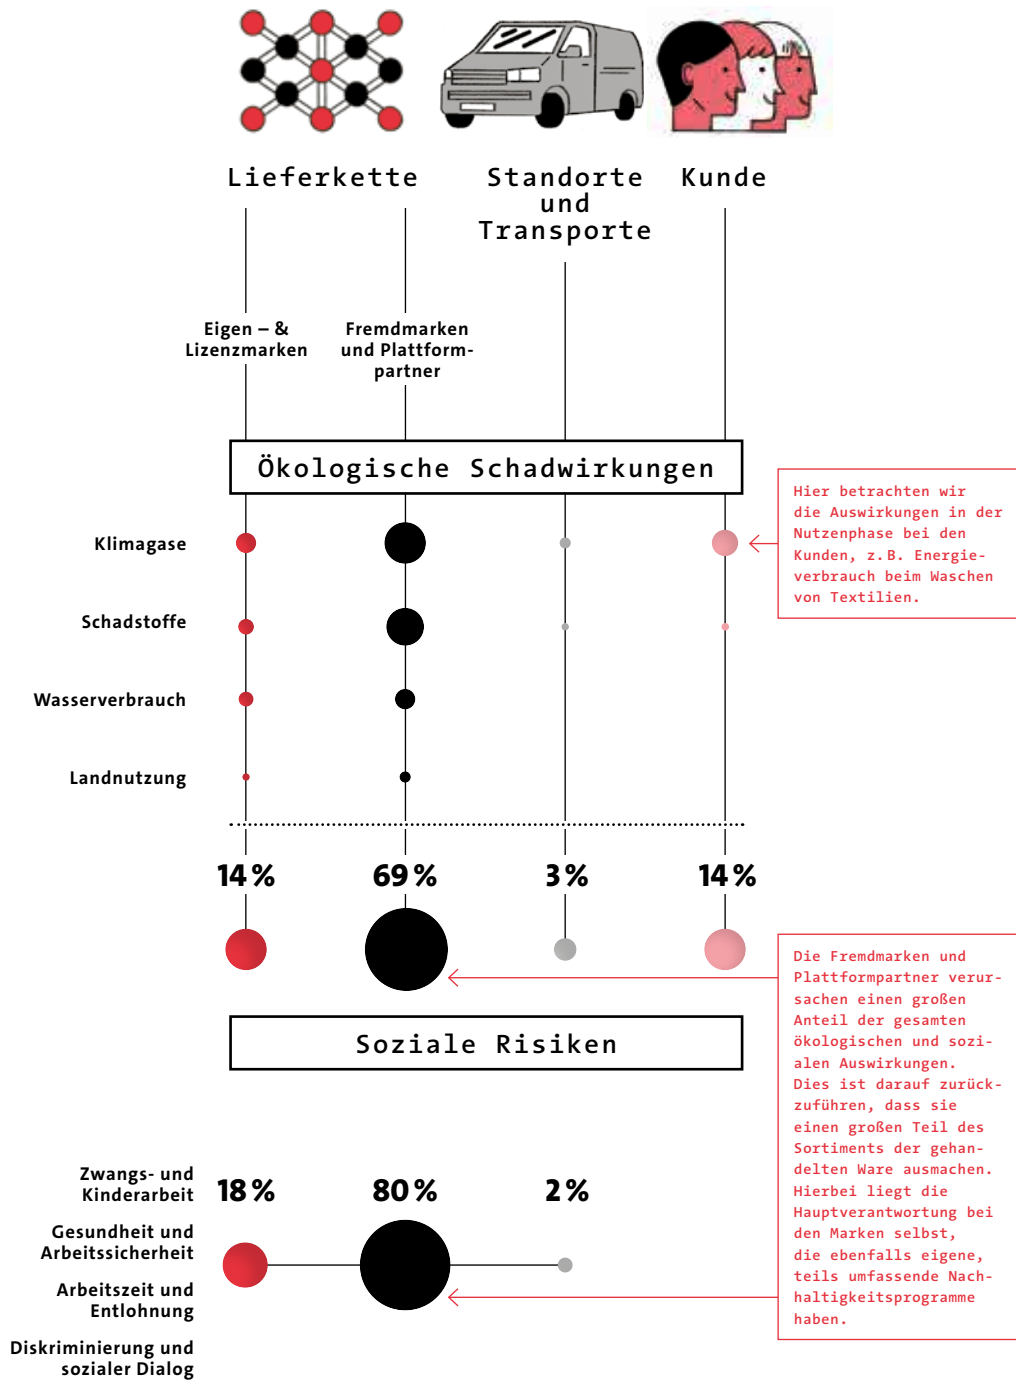 Lieferkette
Standorte
und
Transporte
Kunde
Eigen – &
Lizenzmarken
Fremdmarken
und Plattform-
partner
Ökologische Schadwirkungen
Klimagase
Schadstoffe
Wasserverbrauch
Landnutzung
Hier betrachten wir
die Auswirkungen in der
Nutzenphase bei den
Kunden, z.B. Energie-
verbrauch beim Waschen
von Textilien.
14 %
69 %
3 %
14 %
Soziale Risiken
Die Fremdmarken und
Plattformpartner verur-
sachen einen großen
Anteil der gesamten
ökologischen und sozi-
alen Auswirkungen.
Dies ist darauf zurück-
zuführen, dass sie
einen großen Teil des
Sortiments der gehan-
delten Ware ausmachen.
Hierbei liegt die
Hauptverantwortung bei
den Marken selbst,
die ebenfalls eigene,
teils umfassende Nach-
haltigkeitsprogramme
haben.
Zwangs- und
Kinderarbeit
18 %
80 %
2 %
Gesundheit und
Arbeitssicherheit
Arbeitszeit und
Entlohnung
Diskriminierung und
sozialer Dialog